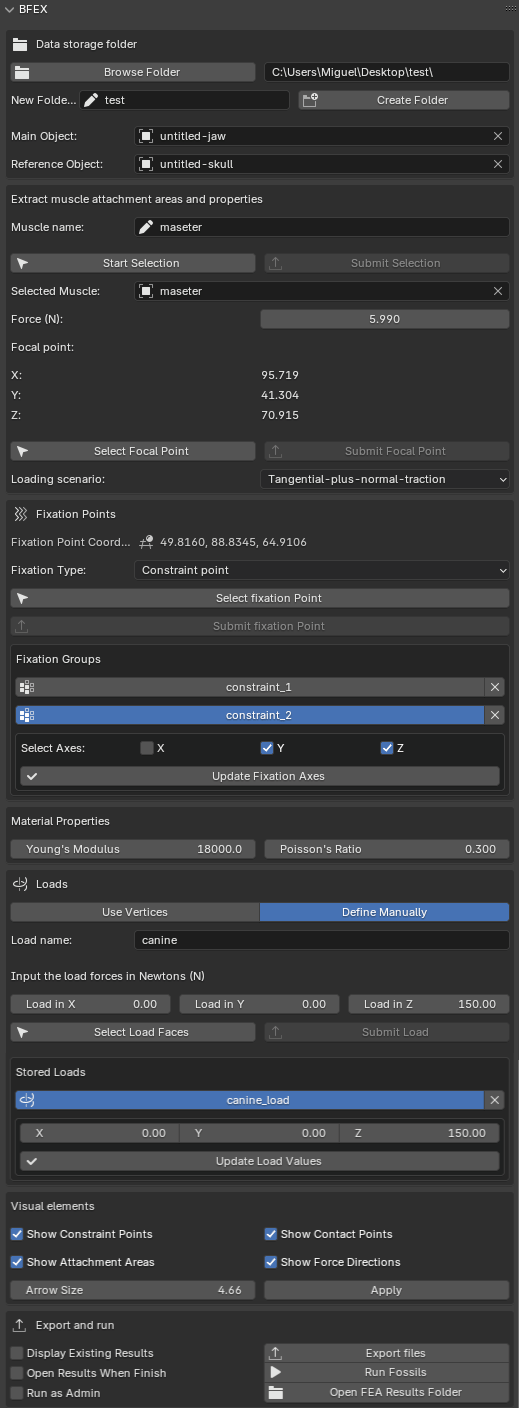 BFEX
Data storage folder
Browse Folder C:\Users\Miguel\Desktop\test\
New Folde... test Create Folder
Main Object: untitled-jaw
Reference Object: untitled-skull
Extract muscle attachment areas and properties
Muscle name: maseter
Start Selection Submit Selection
Selected Muscle: maseter
Force (N): 5.990
Focal point:
X: 95.719
Y: 41.304
Z: 70.915
Select Focal Point Submit Focal Point
Loading scenario: Tangential-plus-normal-traction
Fixation Points
Fixation Point Coord... 49.8160, 88.8345, 64.9106
Fixation Type: Constraint point
Select fixation Point
Submit fixation Point
Fixation Groups
constraint_1
constraint_2
Select Axes: X Y Z
Update Fixation Axes
Material Properties
Young's Modulus 18000.0 Poisson's Ratio 0.300
Loads
Use Vertices Define Manually
Load name: canine
Input the load forces in Newtons (N)
Load in X 0.00 Load in Y 0.00 Load in Z 150.00
Select Load Faces Submit Load
Stored Loads
canine_load
X 0.00 Y 0.00 Z 150.00
Update Load Values
Visual elements
Show Constraint Points Show Contact Points
Show Attachment Areas Show Force Directions
Arrow Size 4.66 Apply
Export and run
Display Existing Results Export files
Open Results When Finish Run Fossils
Run as Admin Open FEA Results Folder